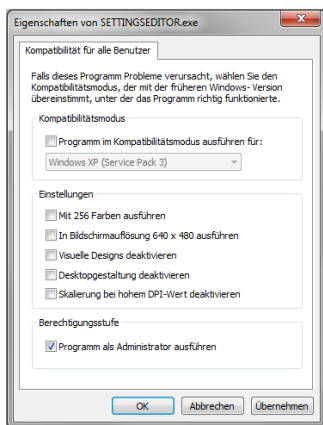 Eigenschaften von SETTINGSEDITOR.exe
Kompatibilität für alle Benutzer
Falls dieses Programm Probleme verursacht, wählen Sie den
Kompatibilitätsmodus, der mit der früheren Windows- Version
übereinstimmt, unter der das Programm richtig funktionierte.
Kompatibilitätsmodus
Programm im Kompatibilitätsmodus ausführen für:
Windows XP (Service Pack 3)
Einstellungen
Mit 256 Farben ausführen
In Bildschirmauflösung 640 x 480 ausführen
Visuelle Designs deaktivieren
Desktopgestaltung deaktivieren
Skalierung bei hohem DPI-Wert deaktivieren
Berechtigungsstufe
Programm als Administrator ausführen
OK Abbrechen Übernehmen